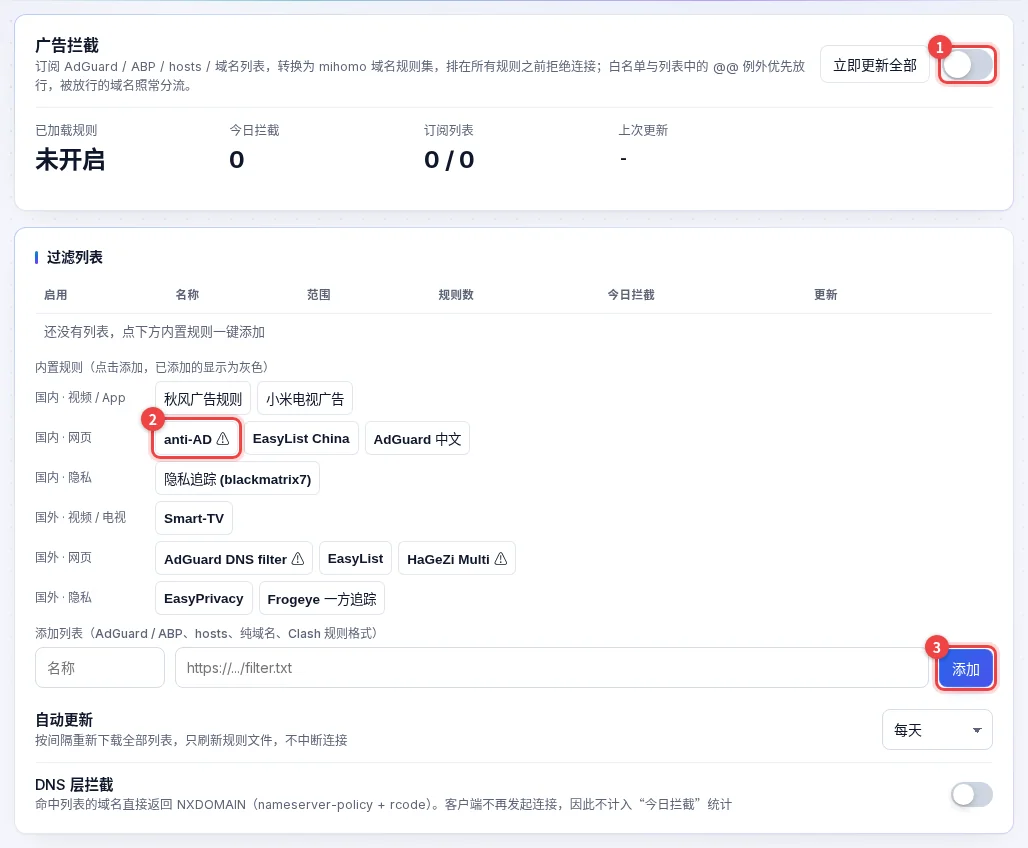 广告拦截
订阅 AdGuard / ABP / hosts / 域名列表，转换为 mihomo 域名规则集，排在所有规则之前拒绝连接；白名单与列表中的 @@ 例外优先放
行，被放行的域名照常分流。
立即更新全部
1
已加载规则 今日拦截 订阅列表 上次更新
未开启 0 0 / 0 -
过滤列表
启用 名称 范围 规则数 今日拦截 更新
还没有列表，点下方内置规则一键添加
内置规则（点击添加，已添加的显示为灰色）
国内 · 视频 / App 秋风广告规则 小米电视广告
2
国内 · 网页 anti-AD ⚠ EasyList China AdGuard 中文
国内 · 隐私 隐私追踪 (blackmatrix7)
国外 · 视频 / 电视 Smart-TV
国外 · 网页 AdGuard DNS filter ⚠ EasyList HaGeZi Multi ⚠
国外 · 隐私 EasyPrivacy Frogeye 一方追踪
添加列表（AdGuard / ABP、hosts、纯域名、Clash 规则格式）
3
名称 https://.../filter.txt 添加
自动更新
按间隔重新下载全部列表，只刷新规则文件，不中断连接
每天
DNS 层拦截
命中列表的域名直接返回 NXDOMAIN（nameserver-policy + rcode）。客户端不再发起连接，因此不计入“今日拦截”统计